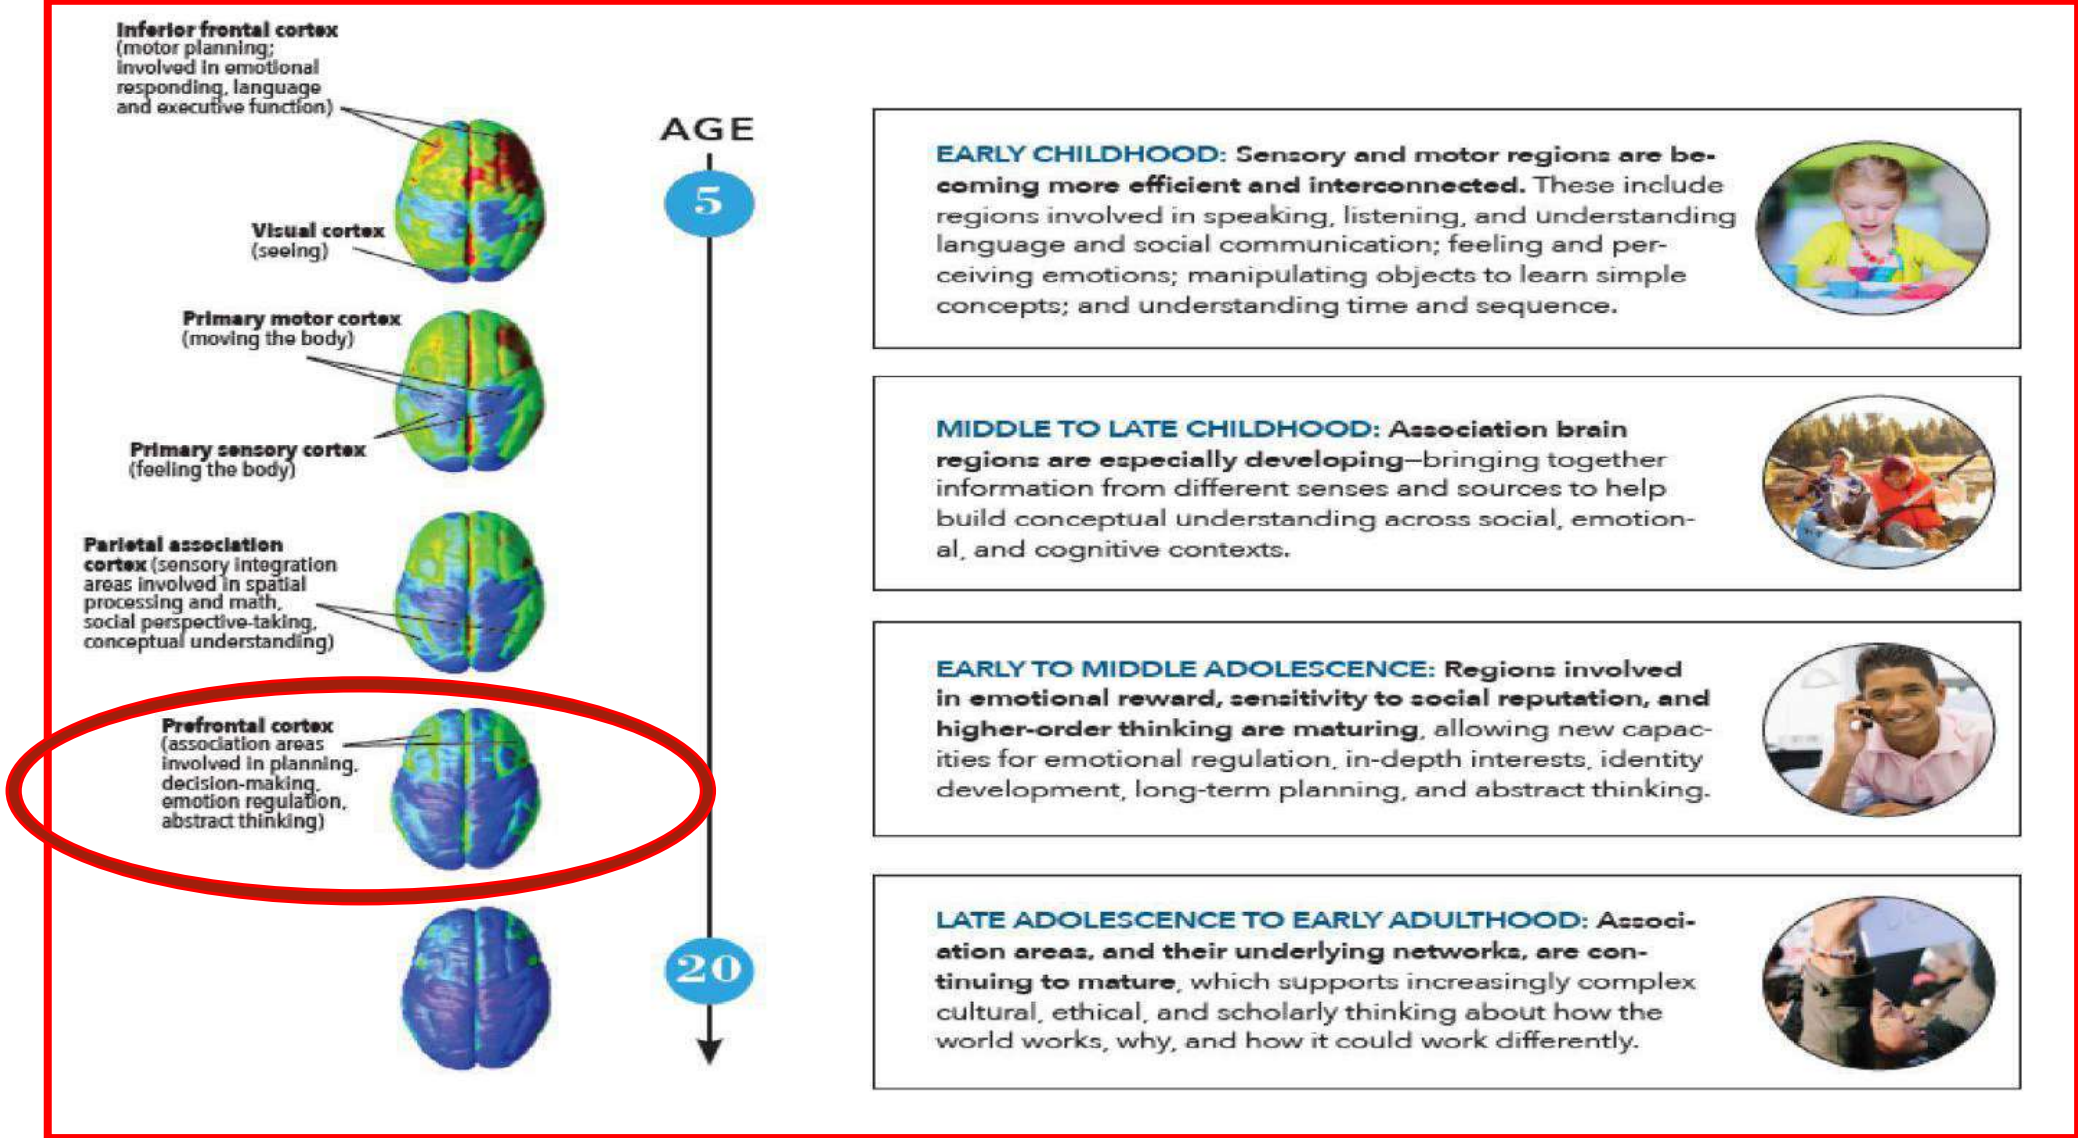 Inferior frontal cortex
(motor planning;
involved in emotional
responding, language
and executive function)
Visual cortex
(seeing)
Primary motor cortex
(moving the body)
Primary sensory cortex
(feeling the body)
Parietal association
cortex (sensory integration
areas involved in spatial
processing and math,
social perspective-taking,
conceptual understanding)
Prefrontal cortex
(association areas
involved in planning,
decision-making,
emotion regulation,
abstract thinking)
AGE
5
20
EARLY CHILDHOOD: Sensory and motor regions are be-
coming more efficient and interconnected. These include
regions involved in speaking, listening, and understanding
language and social communication; feeling and per-
ceiving emotions; manipulating objects to learn simple
concepts; and understanding time and sequence.
MIDDLE TO LATE CHILDHOOD: Association brain
regions are especially developing—bringing together
information from different senses and sources to help
build conceptual understanding across social, emotion-
al, and cognitive contexts.
EARLY TO MIDDLE ADOLESCENCE: Regions involved
in emotional reward, sensitivity to social reputation, and
higher-order thinking are maturing, allowing new capac-
ities for emotional regulation, in-depth interests, identity
development, long-term planning, and abstract thinking.
LATE ADOLESCENCE TO EARLY ADULTHOOD: Associ-
ation areas, and their underlying networks, are con-
tinuing to mature, which supports increasingly complex
cultural, ethical, and scholarly thinking about how the
world works, why, and how it could work differently.